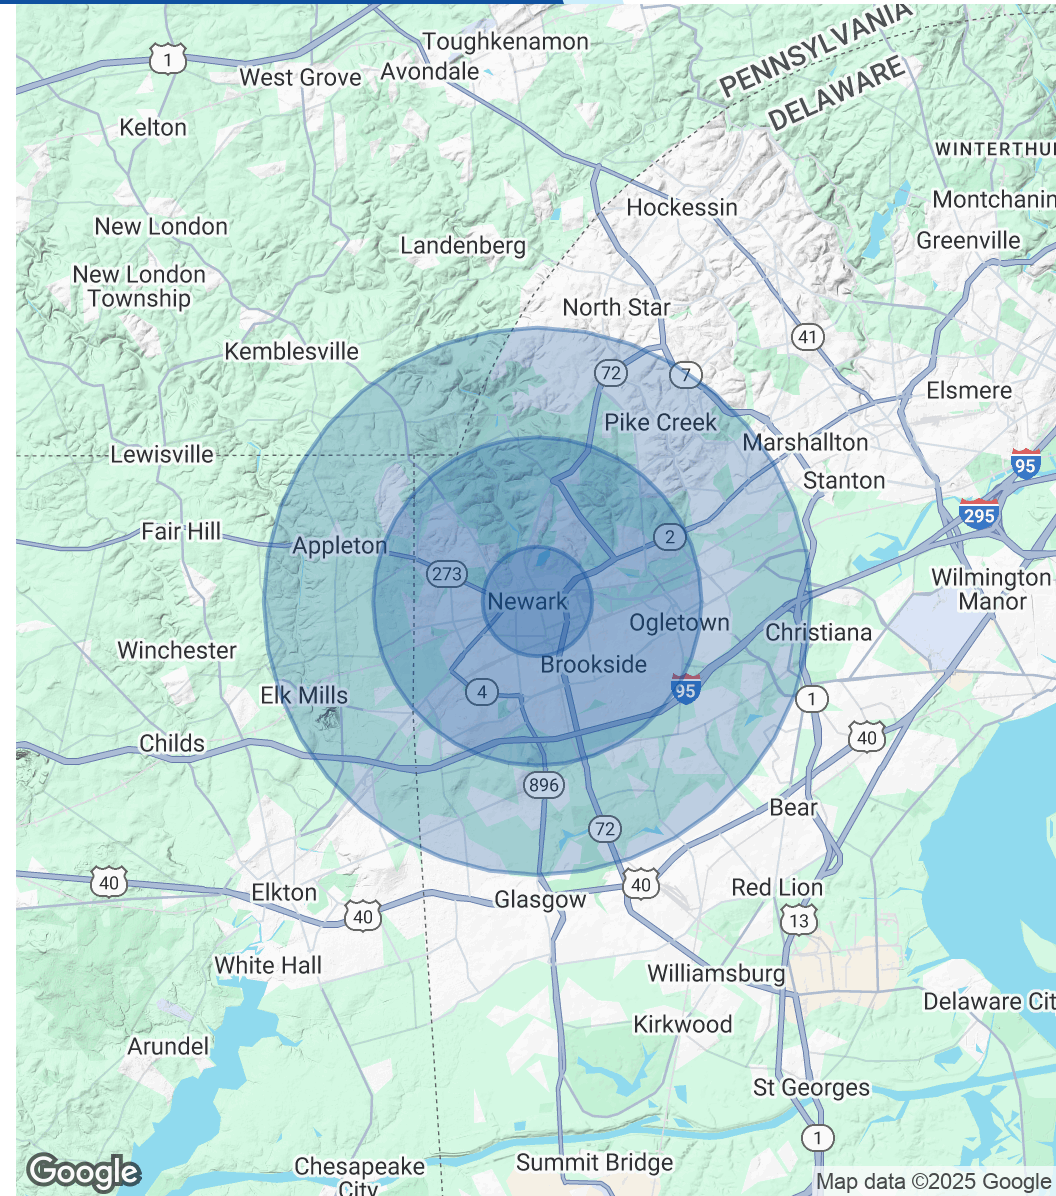 Toughkenamon
PENNSYLVANIA
1
West Grove
Avondale
DELAWARE
Kelton
WINTERTHU
Montchanin
Hockessin
New London
Greenville
Landenberg
New London
Township
North Star
41
Kemblesville
72
7
Elsmere
Pike Creek
Marshallton
Lewisville
95
Stanton
295
Fair Hill
2
Appleton
273
Wilmington
Manor
Newark
Ogletown
Christiana
Winchester
Brookside
Elk Mills
4
95
1
Childs
40
896
Bear
72
40
40
Elkton
Red Lion
Glasgow
40
13
White Hall
Williamsburg
Delaware Cit
Kirkwood
Arundel
St Georges
1
Summit Bridge
Chesapeake
City
Google
Map data ©2025 Google